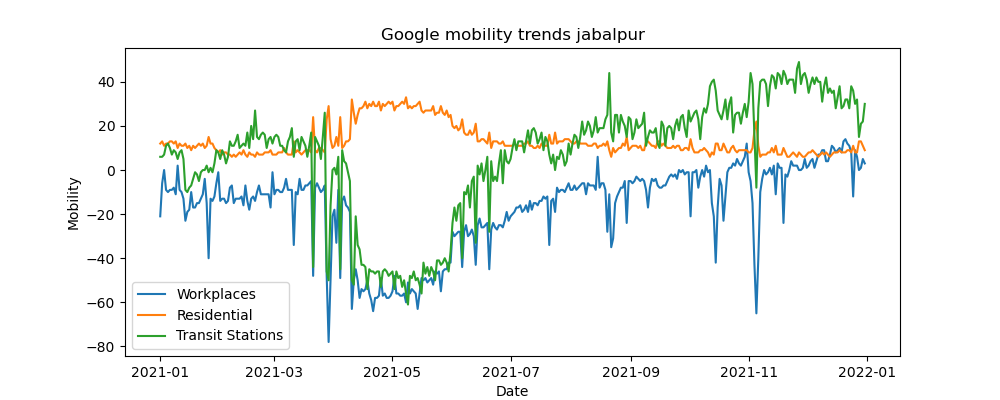 Google mobility trends jabalpur
40
20
0
−20
−40
−60
−80
Mobility
Workplaces
Residential
Transit Stations
2021-01 2021-03 2021-05 2021-07 2021-09 2021-11 2022-01
Date